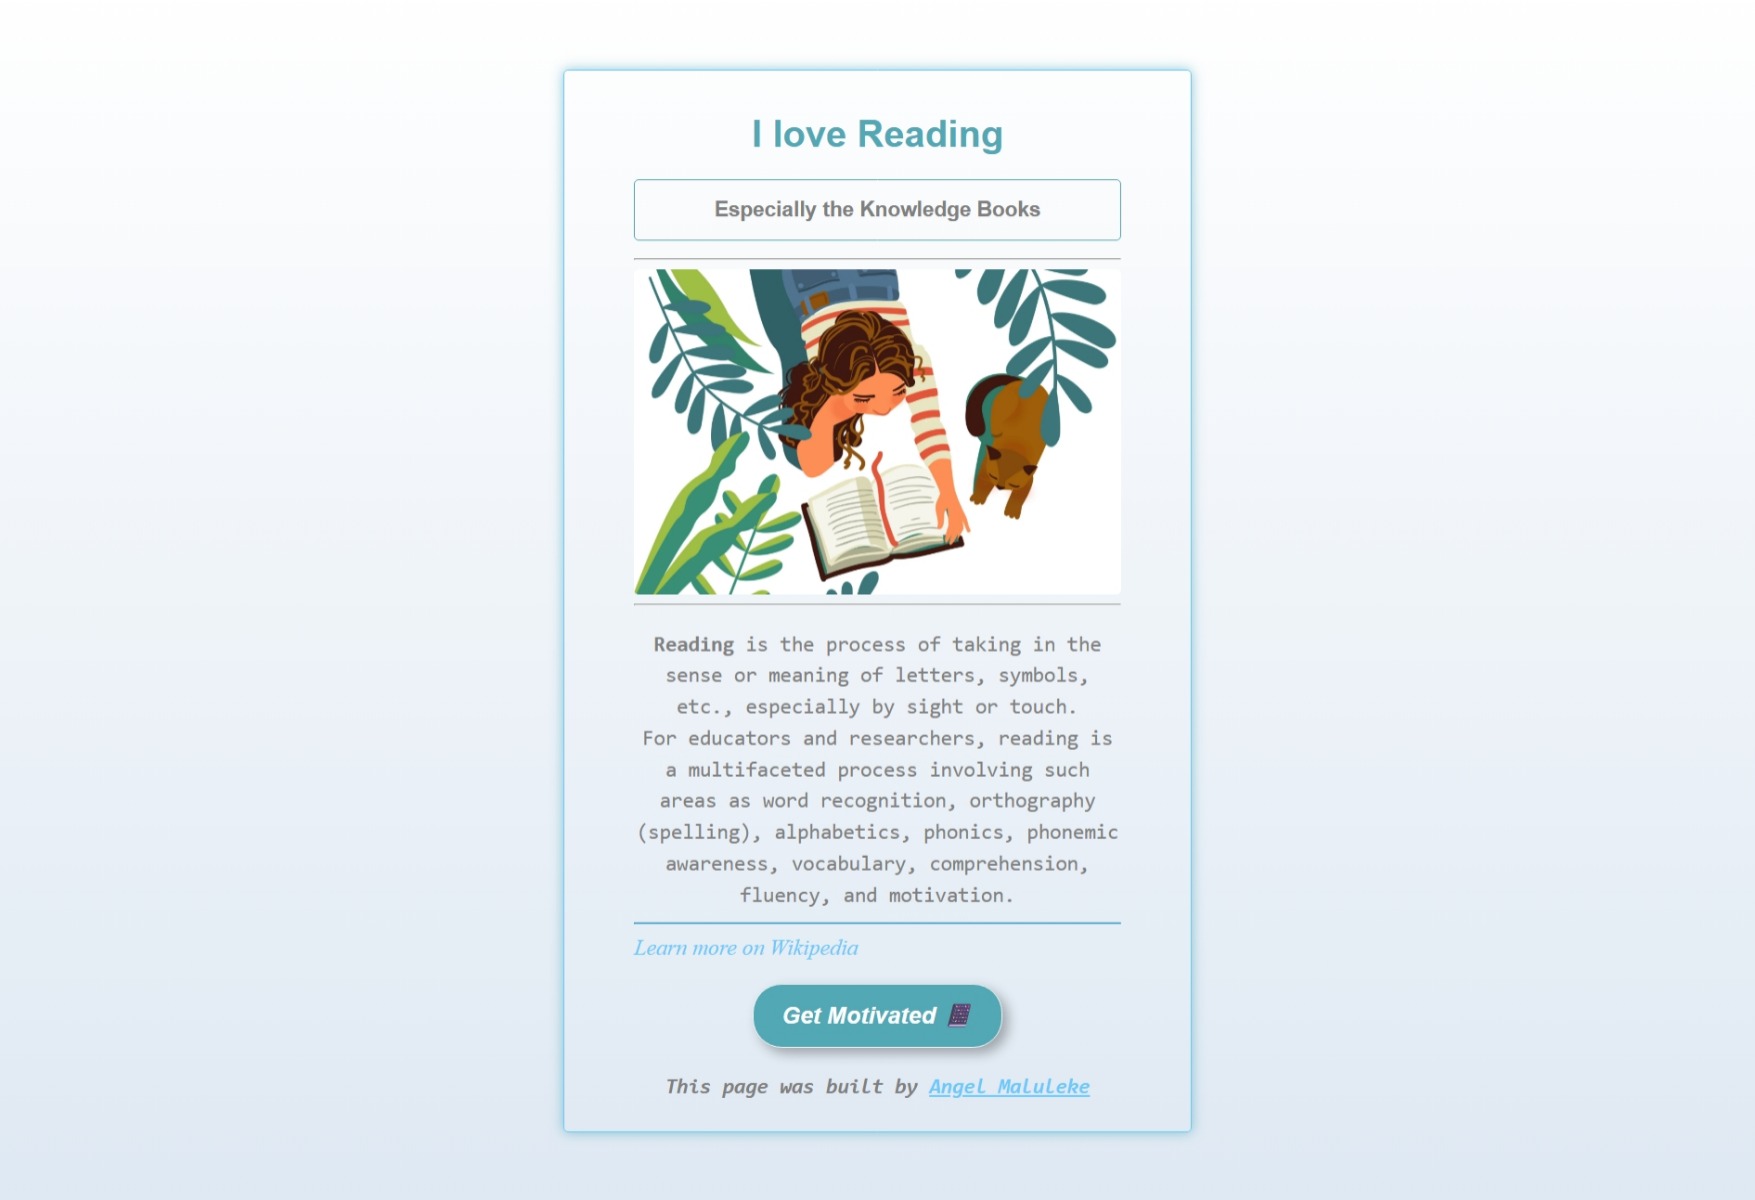 I love Reading
Especially the Knowledge Books
Reading is the process of taking in the
sense or meaning of letters, symbols,
etc., especially by sight or touch.
For educators and researchers, reading is
a multifaceted process involving such
areas as word recognition, orthography
(spelling), alphabetics, phonics, phonemic
awareness, vocabulary, comprehension,
fluency, and motivation.
Learn more on Wikipedia
Get Motivated
This page was built by Angel Maluleke